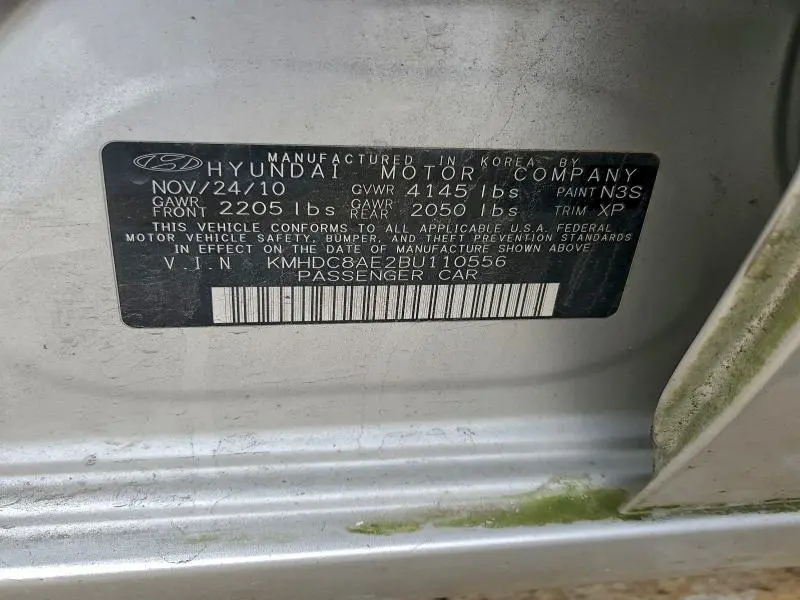 MANUFACTURED IN KOREA BY
HYUNDAI MOTOR COMPANY
NOV/24/10 GVWR 4145 lbs PAINT N3S
GAWR FRONT 2205 lbs GAWR REAR 2050 lbs TRIM XP
THIS VEHICLE CONFORMS TO ALL APPLICABLE U.S.A. FEDERAL
MOTOR VEHICLE SAFETY, BUMPER, AND THEFT PREVENTION STANDARDS
IN EFFECT ON THE DATE OF MANUFACTURE SHOWN ABOVE.
V.I.N KMHDC8AE2BU110556
PASSENGER CAR